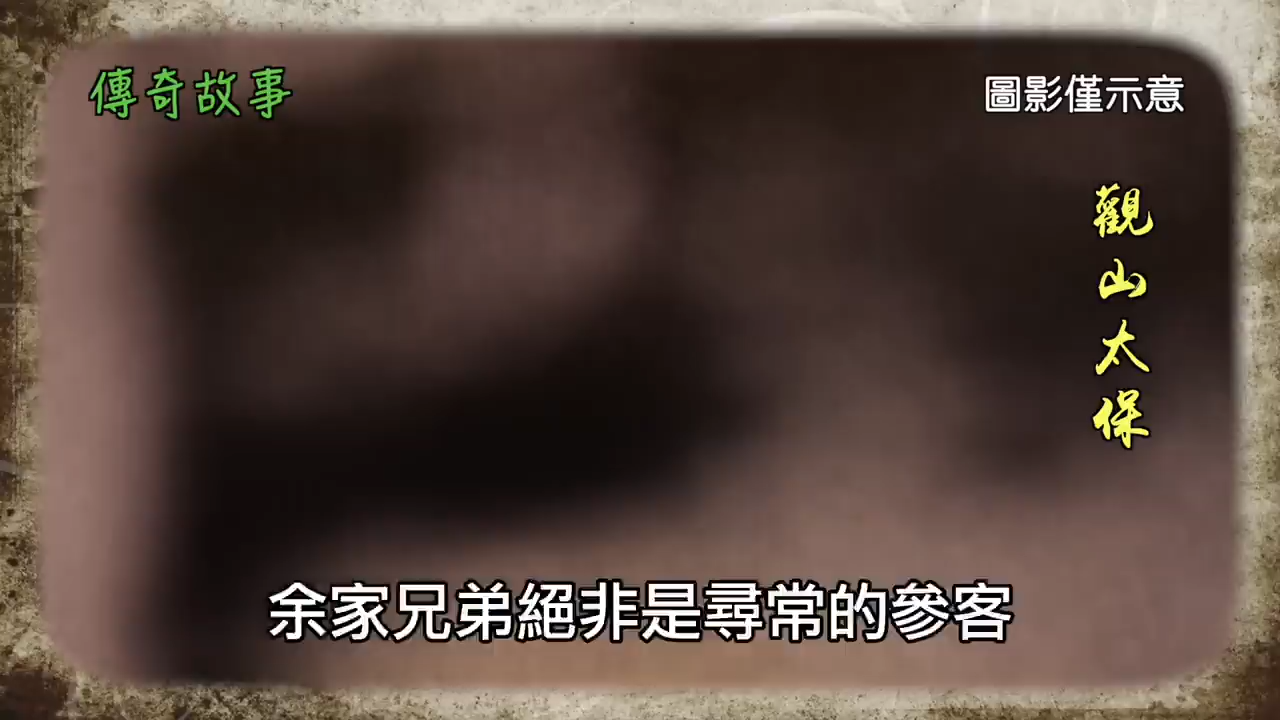 傳奇故事
圖影僅示意
觀山太保
余家兄弟絕非是尋常的參客